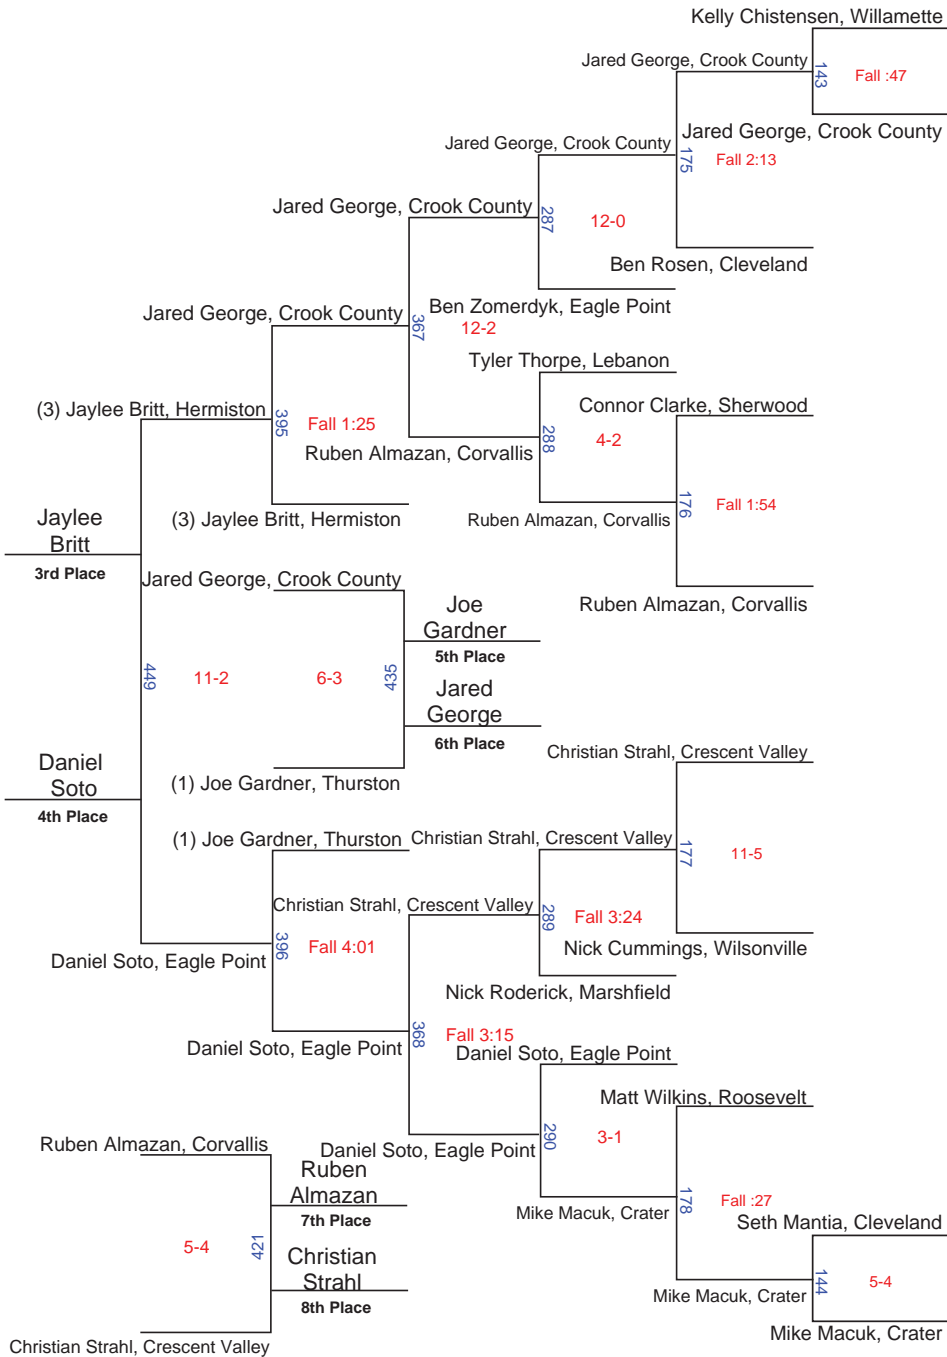 Kelly Chistensen, Willamette
Jared George, Crook County
143
Fall :47
Jared George, Crook County
Jared George, Crook County
175
Fall 2:13
Jared George, Crook County
287
12-0
Ben Rosen, Cleveland
Ben Zomerdyk, Eagle Point
Jared George, Crook County
367
12-2
Tyler Thorpe, Lebanon
(3) Jaylee Britt, Hermiston
395
Fall 1:25
Connor Clarke, Sherwood
288
4-2
Ruben Almazan, Corvallis
176
Fall 1:54
(3) Jaylee Britt, Hermiston
Ruben Almazan, Corvallis
Jaylee
Britt
3rd Place
Jared George, Crook County
Ruben Almazan, Corvallis
Joe
Gardner
5th Place
449
11-2
6-3
435
Jared
George
6th Place
Daniel
Soto
4th Place
Christian Strahl, Crescent Valley
(1) Joe Gardner, Thurston
(1) Joe Gardner, Thurston
Christian Strahl, Crescent Valley
177
11-5
Christian Strahl, Crescent Valley
289
Fall 3:24
396
Fall 4:01
Nick Cummings, Wilsonville
Daniel Soto, Eagle Point
Nick Roderick, Marshfield
368
Fall 3:15
Daniel Soto, Eagle Point
Daniel Soto, Eagle Point
Matt Wilkins, Roosevelt
290
3-1
Ruben Almazan, Corvallis
Daniel Soto, Eagle Point
Ruben
Almazan
7th Place
178
Fall :27
Mike Macuk, Crater
Seth Mantia, Cleveland
5-4
421
Christian
Strahl
8th Place
144
5-4
Mike Macuk, Crater
Mike Macuk, Crater
Christian Strahl, Crescent Valley